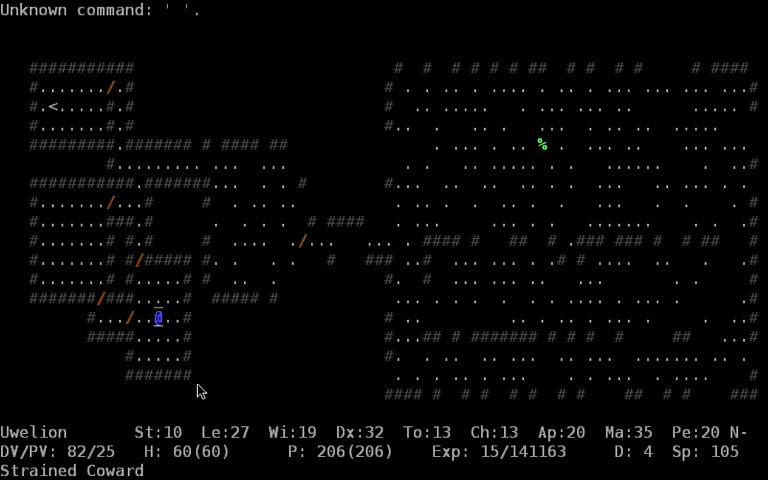 Unknown command: ' '.
Uwelion St:10 Le:27 Wi:19 Dx:32 To:13 Ch:13 Ap:20 Ma:35 Pe:20 N-
DV/PV: 82/25 H: 60(60) P: 206(206) Exp: 15/141163 D: 4 Sp: 105
Strained Coward